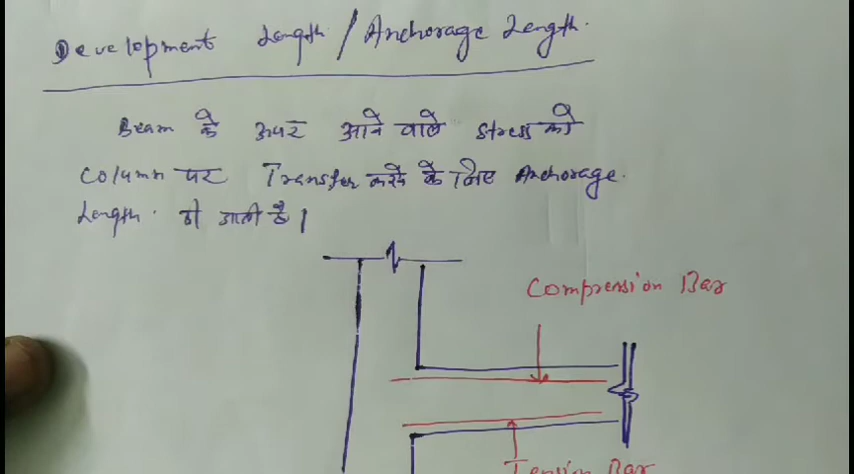 Development Length / Anchorage Length.
Beam के ऊपर आने वाले stress को
Column पर Transfer करने के लिए Anchorage
Length. दी जाती है।
Compression Bar
Tension Bar